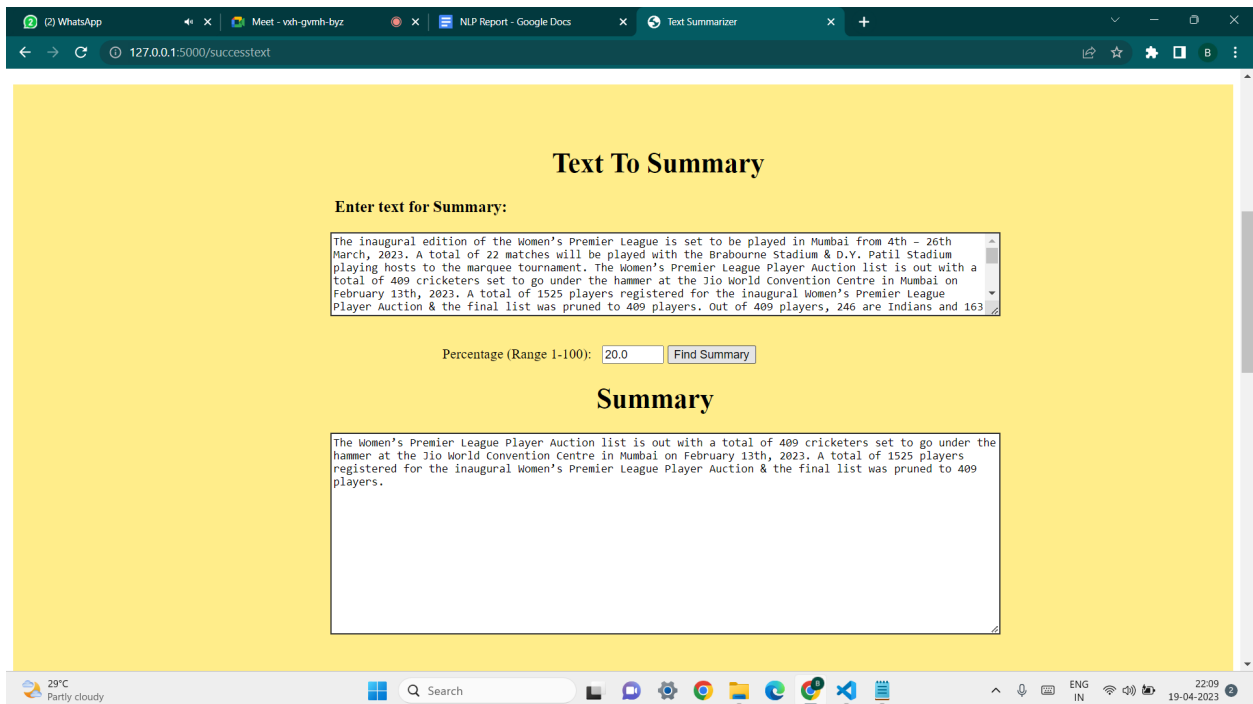 (2) WhatsApp
Meet - vxh-gvmh-byz
NLP Report - Google Docs
Text Summarizer
127.0.0.1:5000/successtext
B
Text To Summary
Enter text for Summary:
The inaugural edition of the Women’s Premier League is set to be played in Mumbai from 4th – 26th
March, 2023. A total of 22 matches will be played with the Brabourne Stadium & D.Y. Patil Stadium
playing hosts to the marquee tournament. The Women’s Premier League Player Auction list is out with a
total of 409 cricketers set to go under the hammer at the Jio World Convention Centre in Mumbai on
February 13th, 2023. A total of 1525 players registered for the inaugural Women’s Premier League
Player Auction & the final list was pruned to 409 players. Out of 409 players, 246 are Indians and 163
Percentage (Range 1-100): 20.0 Find Summary
Summary
The Women’s Premier League Player Auction list is out with a total of 409 cricketers set to go under the
hammer at the Jio World Convention Centre in Mumbai on February 13th, 2023. A total of 1525 players
registered for the inaugural Women’s Premier League Player Auction & the final list was pruned to 409
players.
29°C
Partly cloudy
Search
ENG
IN
22:09
19-04-2023
2